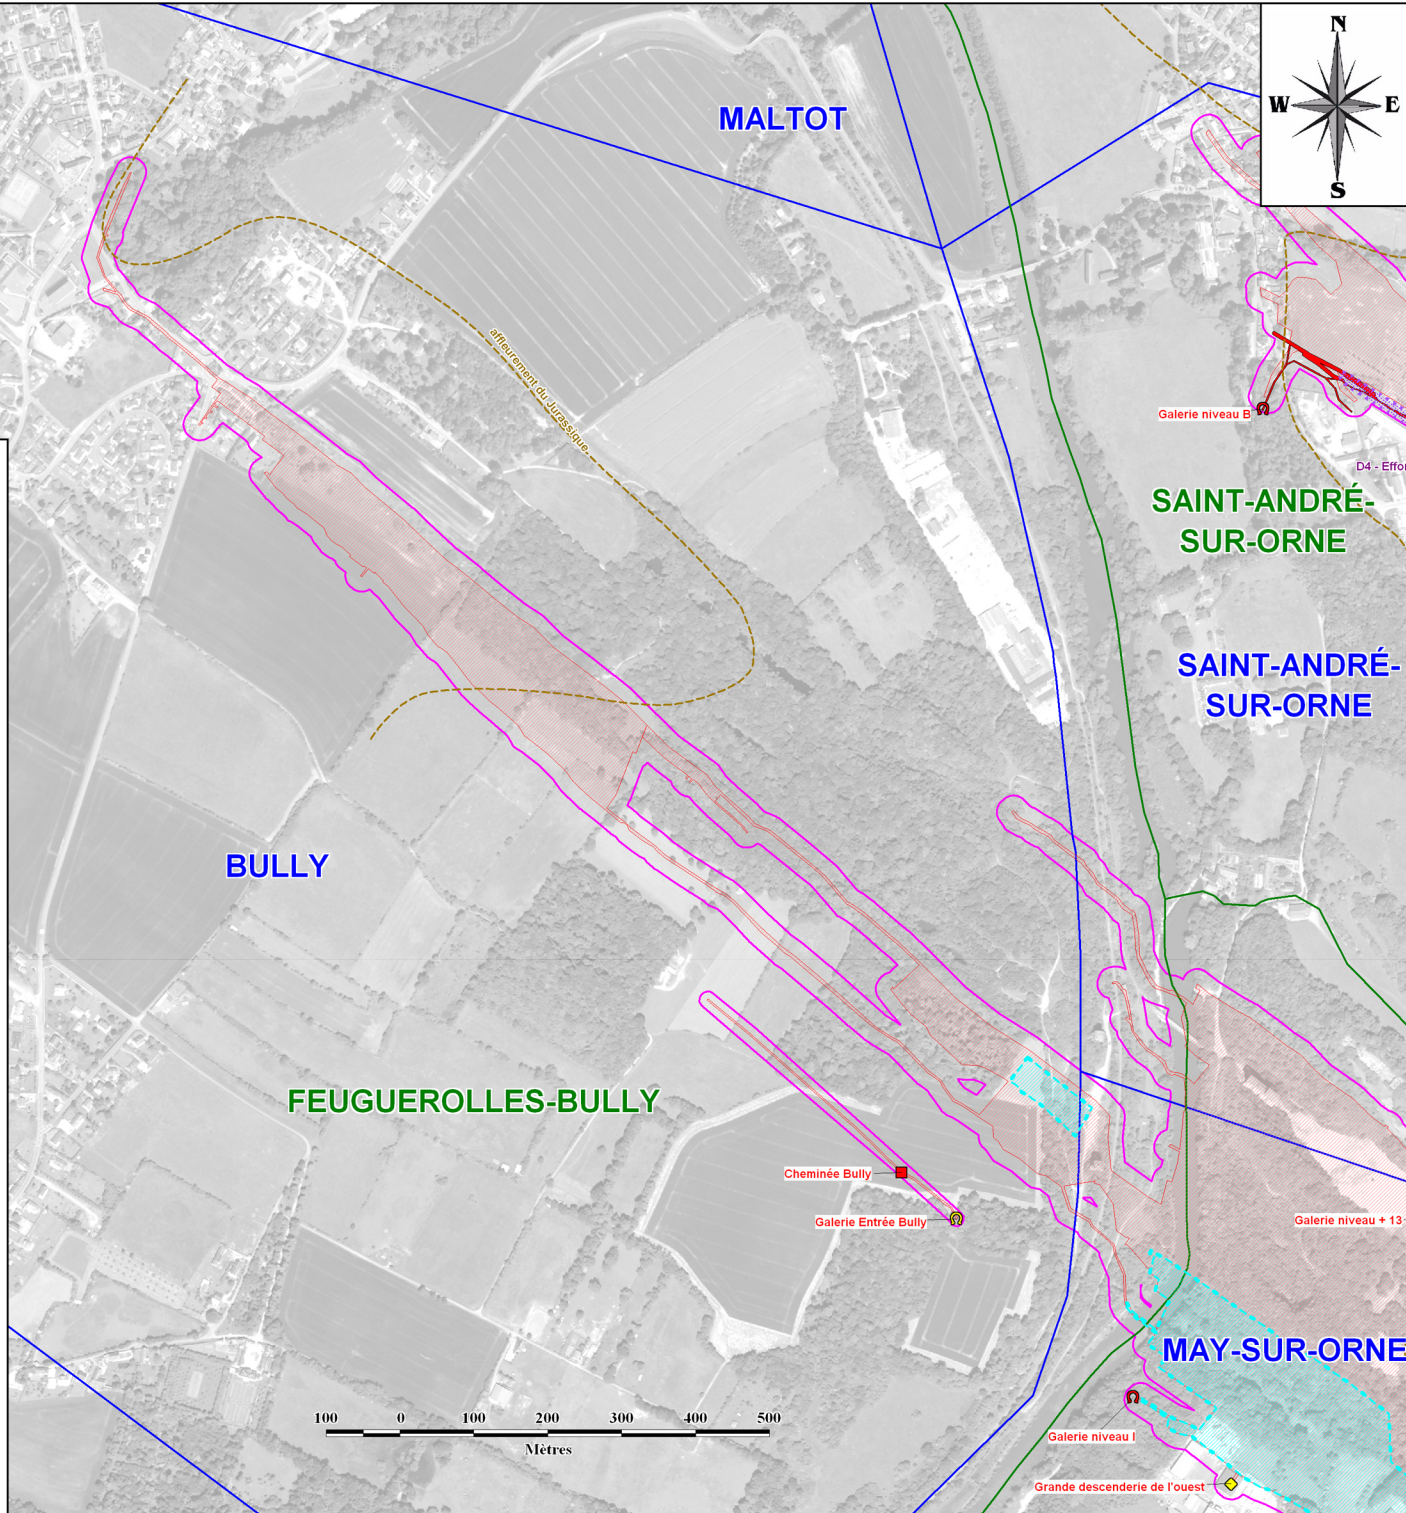 N
W E
S
MALTOT
affleurement du Jurassique
Galerie niveau B
D4 - Effo
SAINT-ANDRÉ-
SUR-ORNE
SAINT-ANDRÉ-
SUR-ORNE
BULLY
FEUGUEROLLES-BULLY
Cheminée Bully
Galerie Entrée Bully
Galerie niveau + 13
MAY-SUR-ORNE
100 0 100 200 300 400 500
Mètres
Galerie niveau I
Grande descenderie de l'ouest